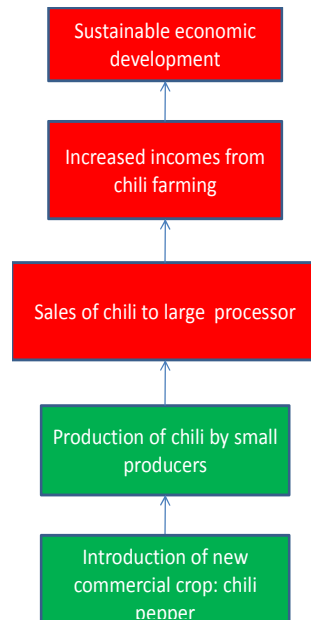 Sustainable economic
development
Increased incomes from
chili farming
Sales of chili to large processor
Production of chili by small
producers
Introduction of new
commercial crop: chili
pepper